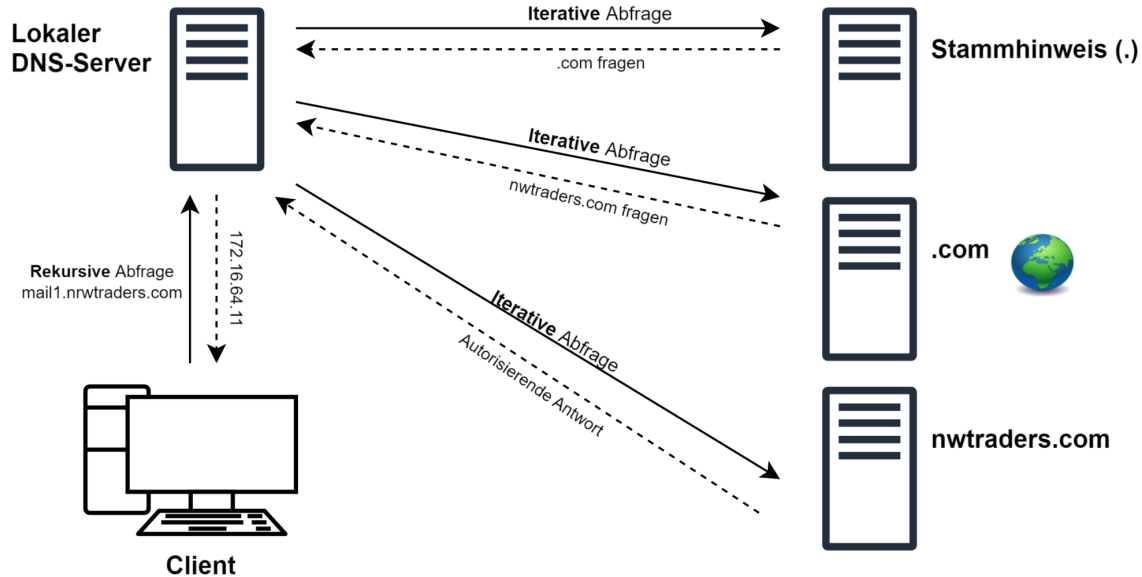 Lokaler
DNS-Server
Iterative Abfrage
.com fragen
Stammhinweis (.)
Iterative Abfrage
nwtraders.com fragen
.com
Rekursive Abfrage
mail1.nrwtraders.com
172.16.64.11
Iterative Abfrage
Autorisierende Antwort
nwtraders.com
Client